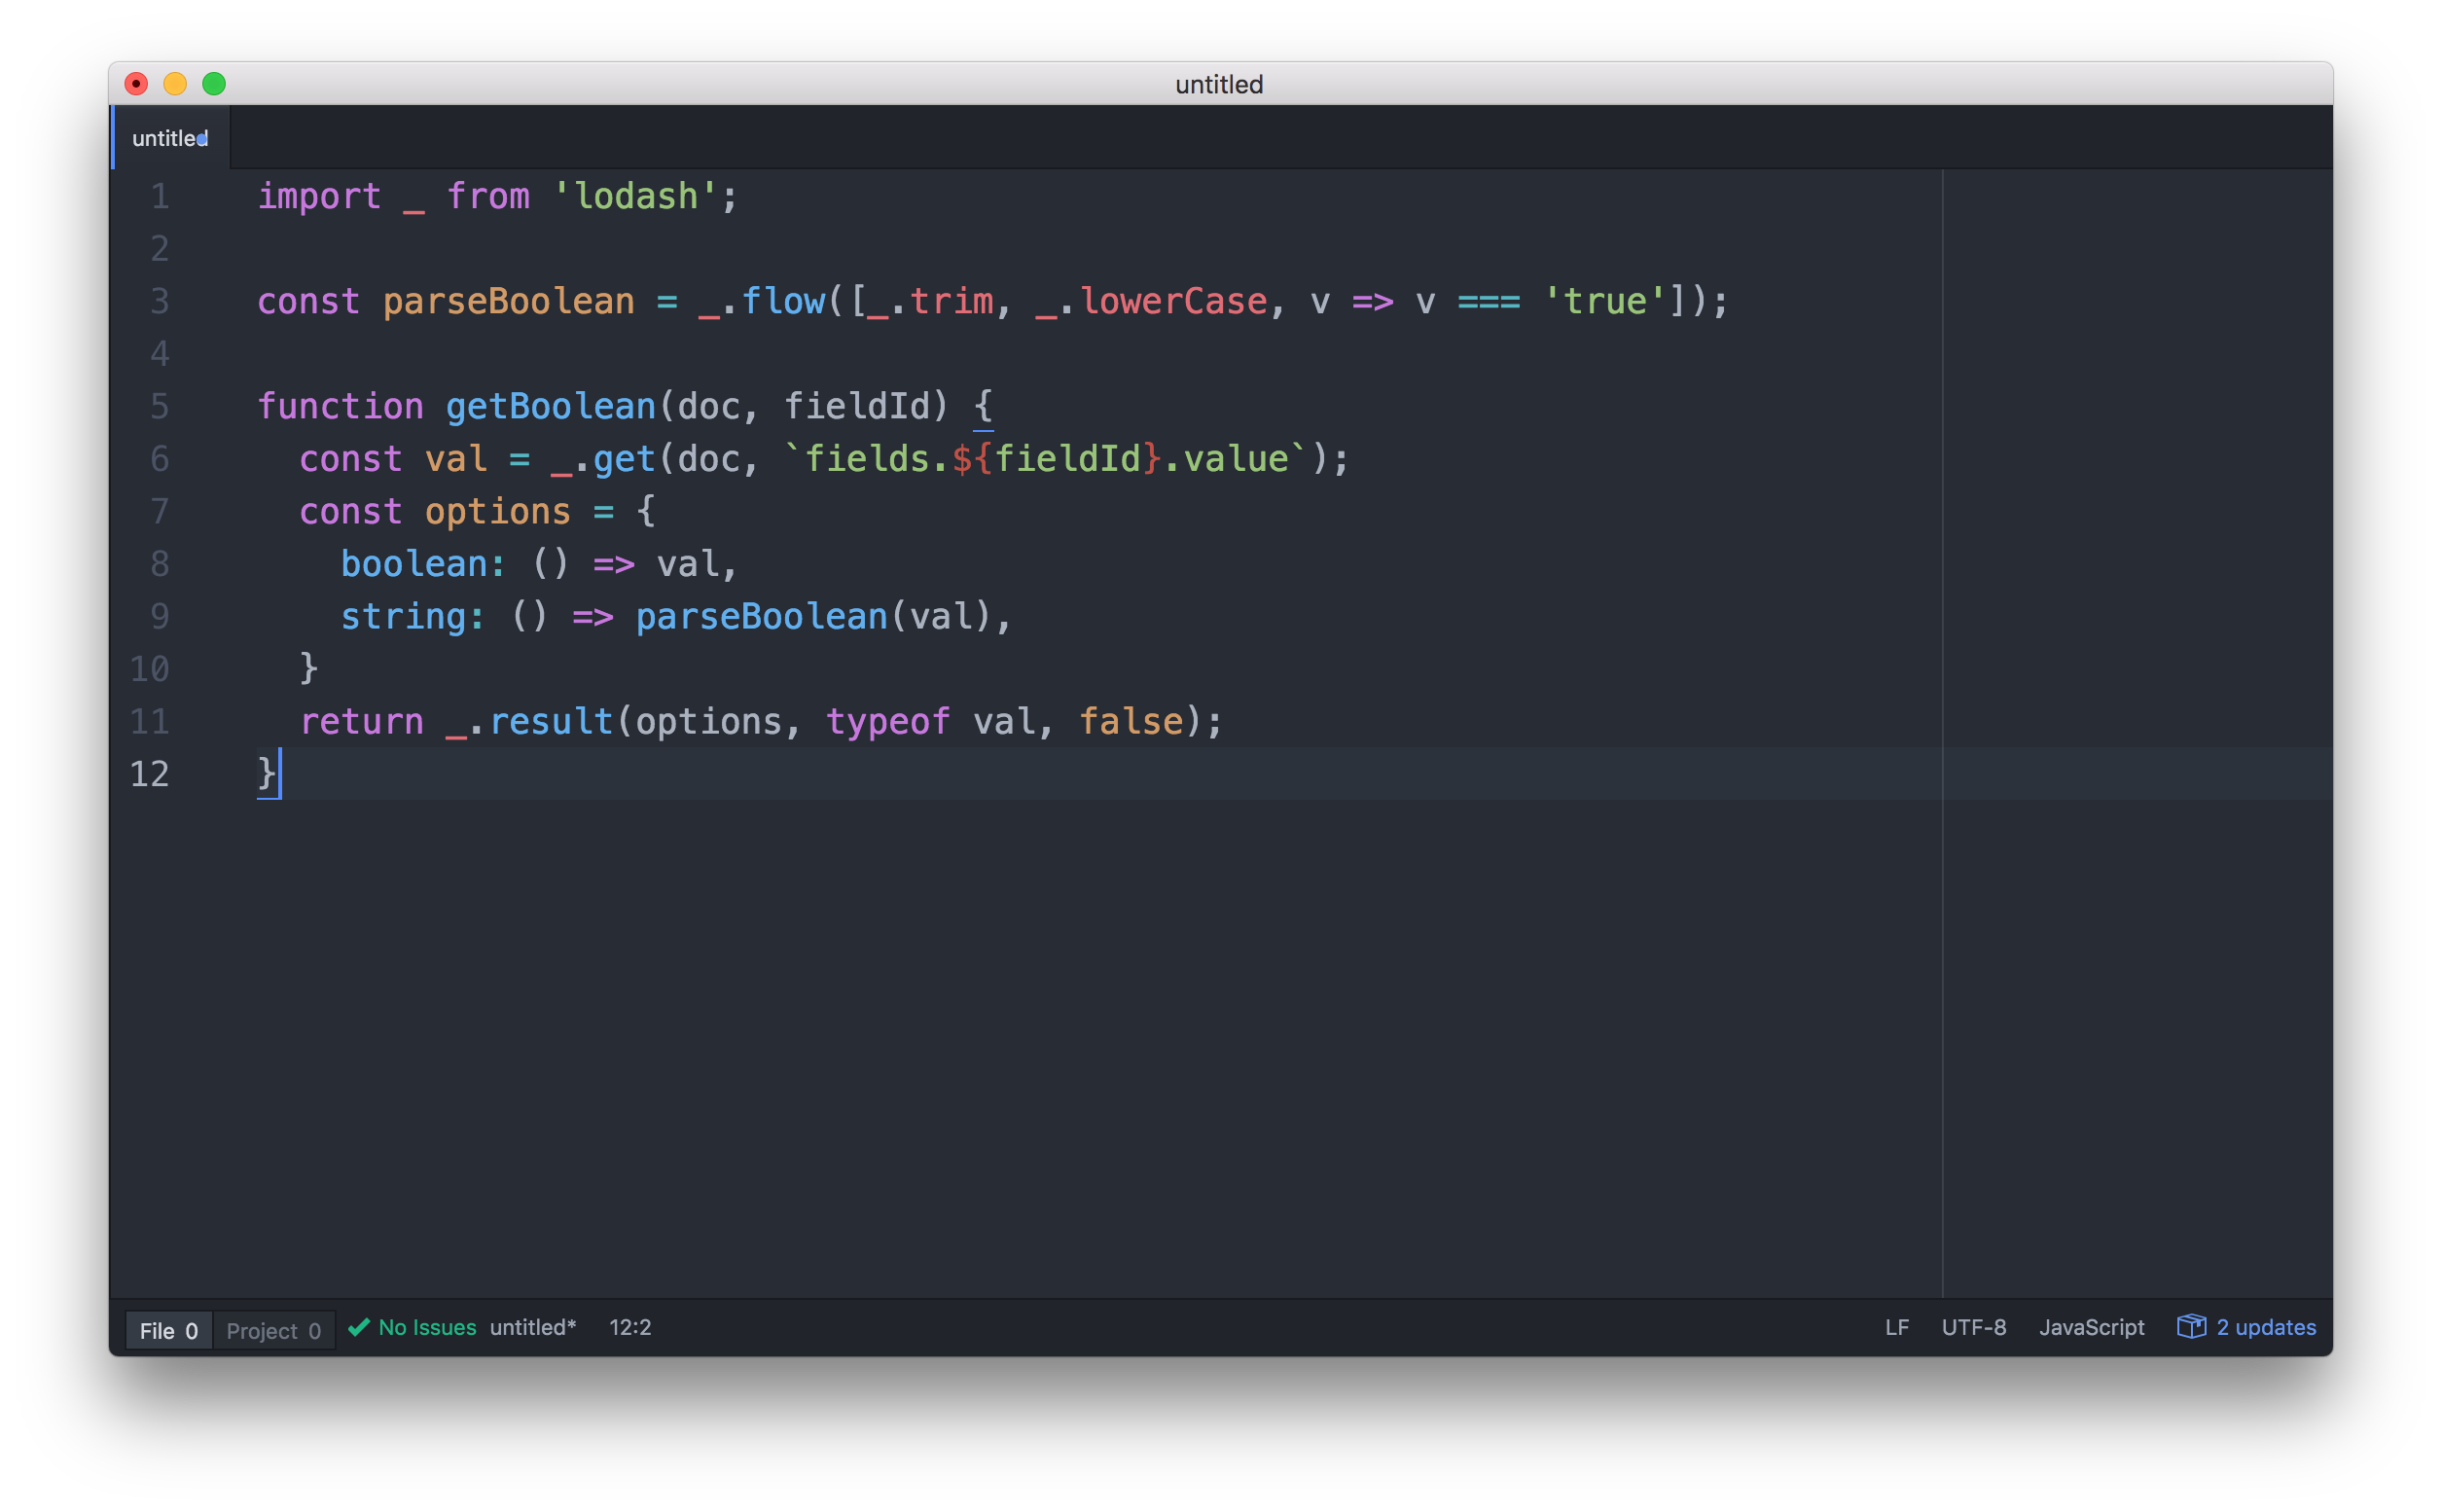 untitled
untitled
1 import _ from 'lodash';
2
3 const parseBoolean = _.flow([_.trim, _.lowerCase, v => v === 'true']);
4
5 function getBoolean(doc, fieldId) {
6   const val = _.get(doc, `fields.${fieldId}.value`);
7   const options = {
8     boolean: () => val,
9     string: () => parseBoolean(val),
10   }
11   return _.result(options, typeof val, false);
12 }
File 0 Project 0 No Issues untitled* 12:2 LF UTF-8 JavaScript 2 updates